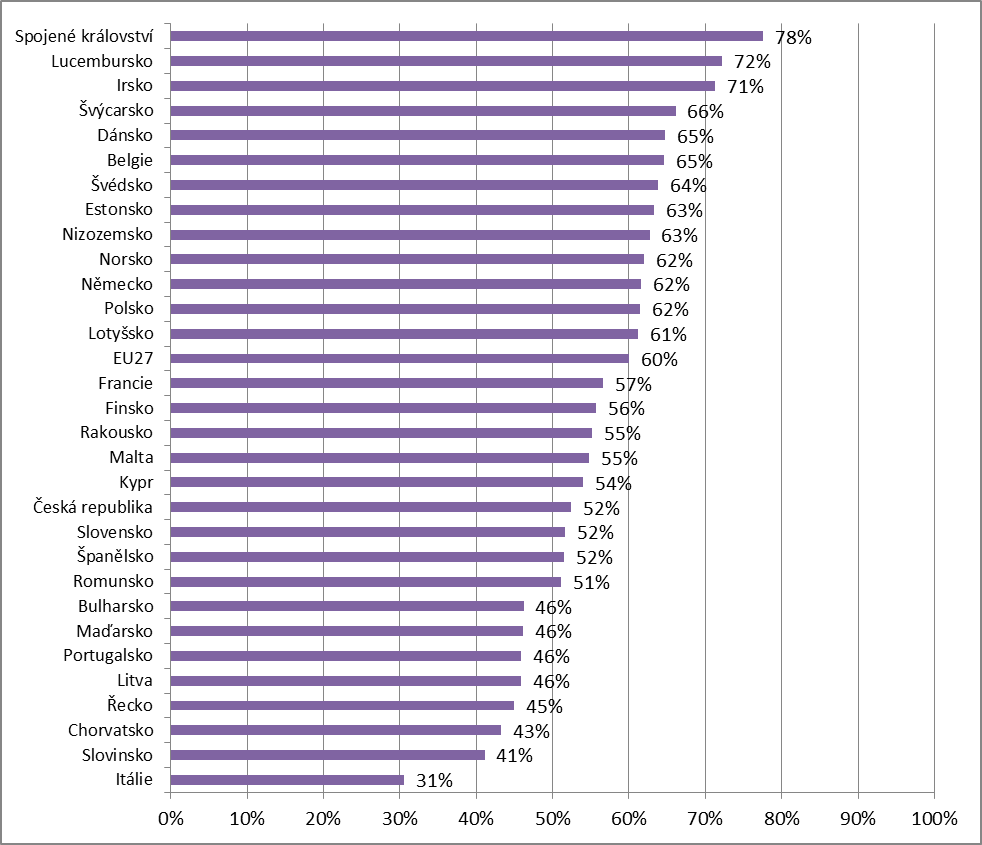 Spojené království 78%
Lucembursko 72%
Irsko 71%
Švýcarsko 66%
Dánsko 65%
Belgie 65%
Švédsko 64%
Estonsko 63%
Nizozemsko 63%
Norsko 62%
Německo 62%
Polsko 62%
Lotyšsko 61%
EU27 60%
Francie 57%
Finsko 56%
Rakousko 55%
Malta 55%
Kypr 54%
Česká republika 52%
Slovensko 52%
Španělsko 52%
Romunsko 51%
Bulharsko 46%
Maďarsko 46%
Portugalsko 46%
Litva 46%
Řecko 45%
Chorvatsko 43%
Slovinsko 41%
Itálie 31%
0% 10% 20% 30% 40% 50% 60% 70% 80% 90% 100%